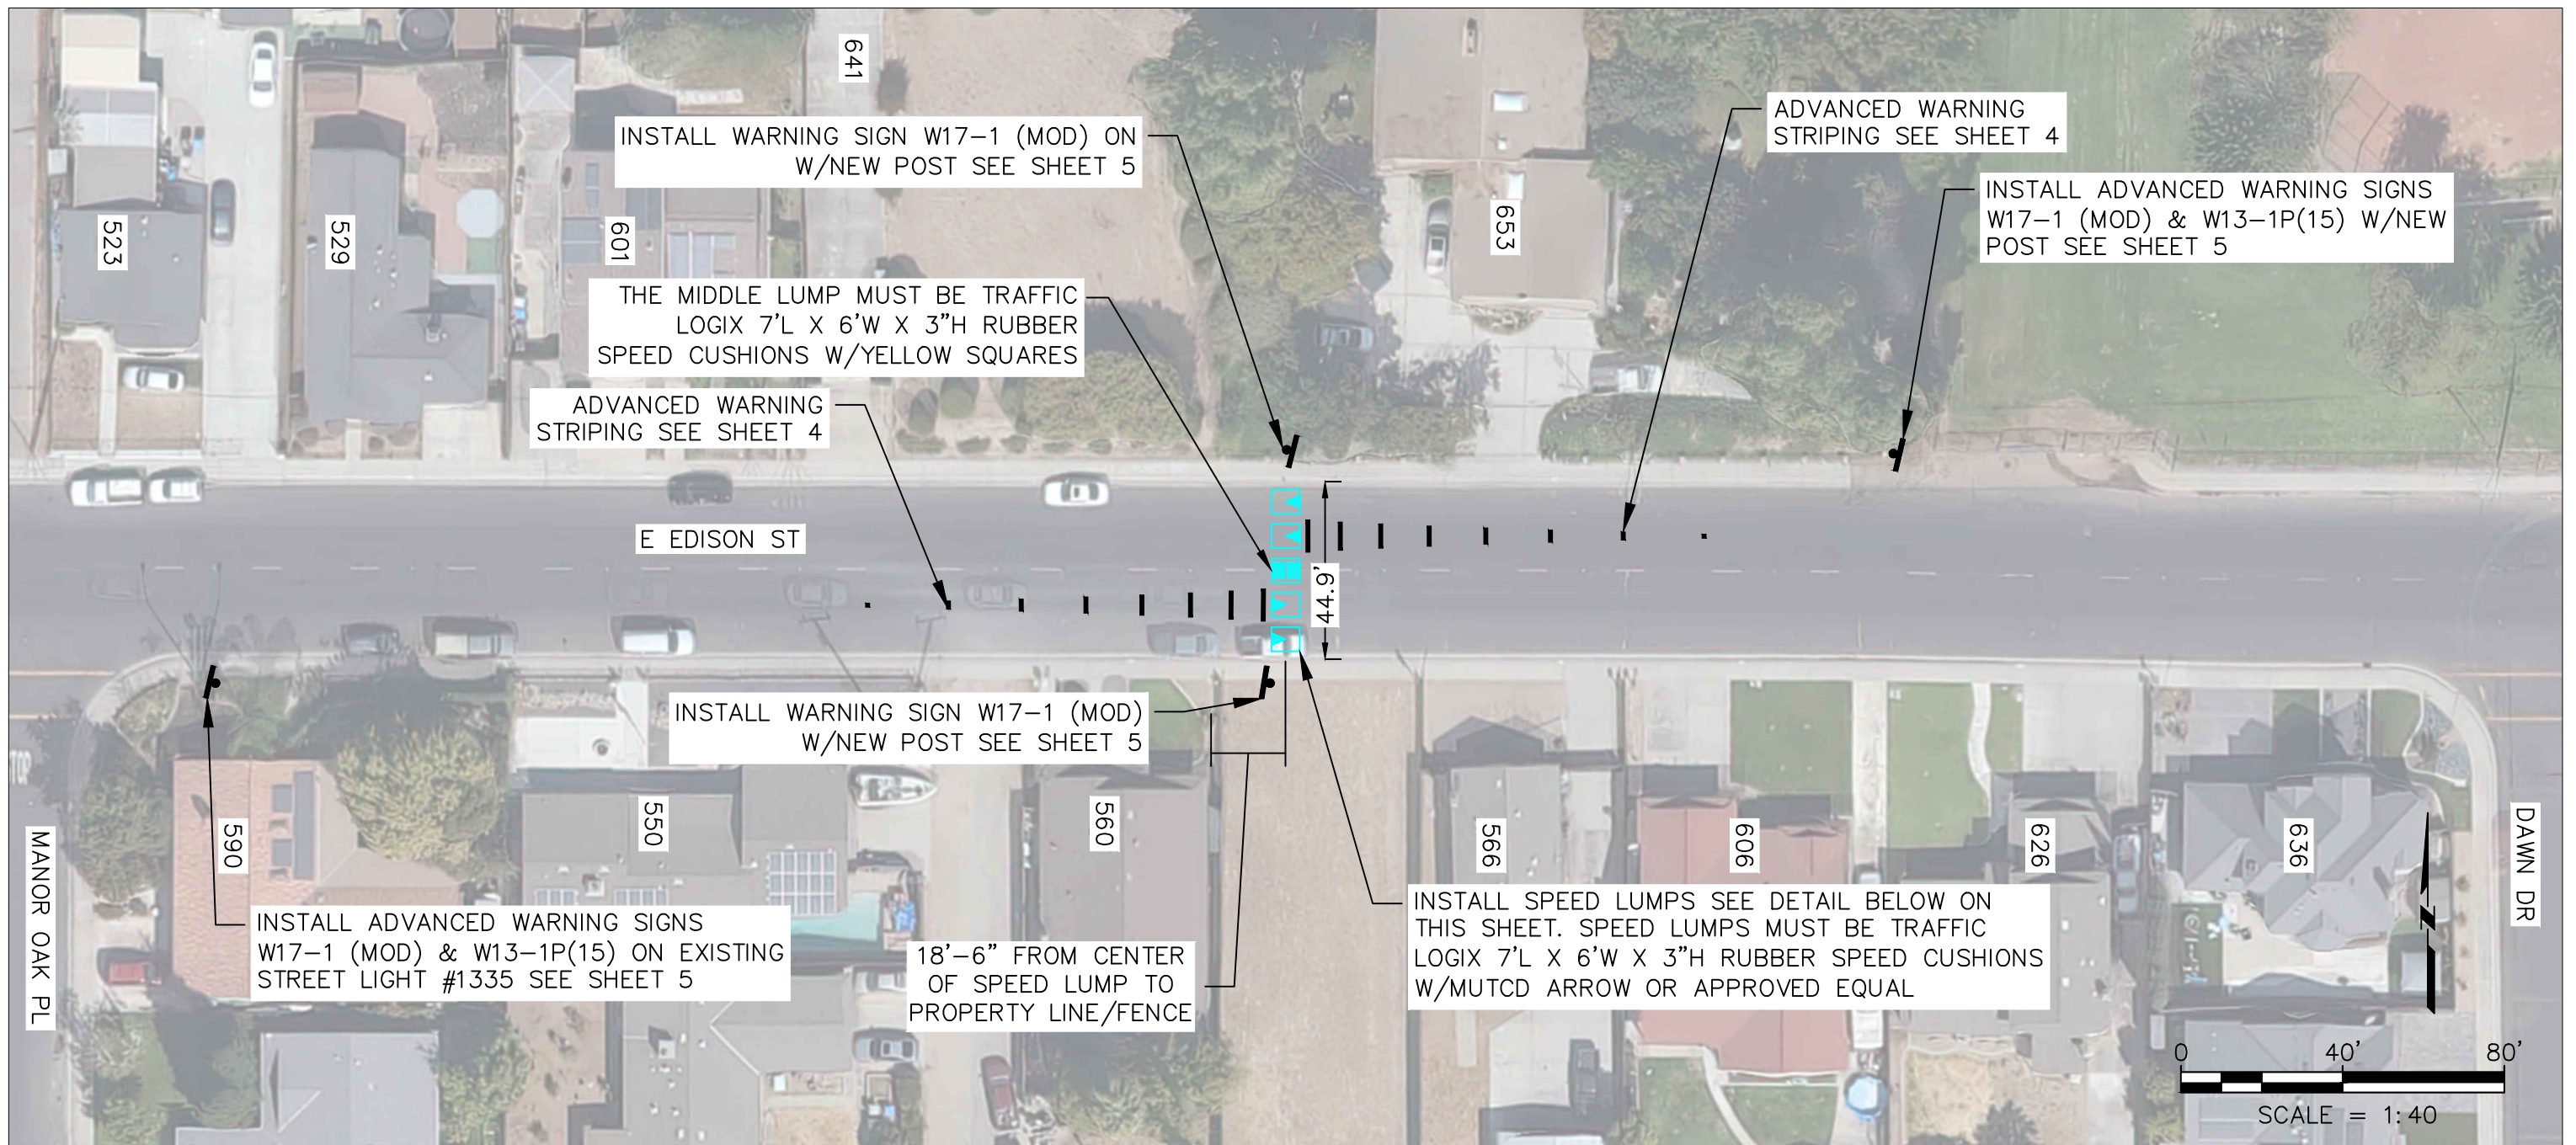 641
INSTALL WARNING SIGN W17-1 (MOD) ON
W/NEW POST SEE SHEET 5
ADVANCED WARNING
STRIPING SEE SHEET 4
INSTALL ADVANCED WARNING SIGNS
W17-1 (MOD) & W13-1P(15) W/NEW
POST SEE SHEET 5
523
529
601
653
THE MIDDLE LUMP MUST BE TRAFFIC
LOGIX 7'L X 6'W X 3"H RUBBER
SPEED CUSHIONS W/YELLOW SQUARES
ADVANCED WARNING
STRIPING SEE SHEET 4
E EDISON ST
44.9'
INSTALL WARNING SIGN W17-1 (MOD)
W/NEW POST SEE SHEET 5
590
550
560
566
606
626
636
MANOR OAK PL
DAWN DR
INSTALL ADVANCED WARNING SIGNS
W17-1 (MOD) & W13-1P(15) ON EXISTING
STREET LIGHT #1335 SEE SHEET 5
18'-6" FROM CENTER
OF SPEED LUMP TO
PROPERTY LINE/FENCE
INSTALL SPEED LUMPS SEE DETAIL BELOW ON
THIS SHEET. SPEED LUMPS MUST BE TRAFFIC
LOGIX 7'L X 6'W X 3"H RUBBER SPEED CUSHIONS
W/MUTCD ARROW OR APPROVED EQUAL
0 40' 80'
SCALE = 1:40